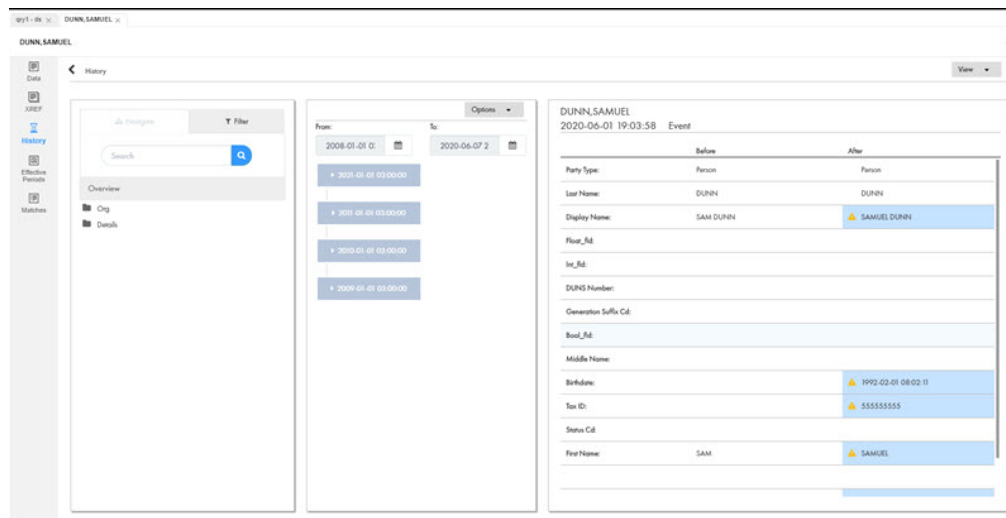 qry1 - ds × DUNN,SAMUEL ×
DUNN,SAMUEL
Data
XREF
History
Effective
Periods
Matches
History
View
Navigate
Filter
Search
Overview
Org
Details
Options
From: To:
2008-01-01 0: 2020-06-07 2
2021-01-01 03:00:00
2011-01-01 03:00:00
2010-01-01 03:00:00
2009-01-01 03:00:00
DUNN,SAMUEL
2020-06-01 19:03:58 Event
Before After
Party Type: Person Person
Last Name: DUNN DUNN
Display Name: SAM DUNN SAMUEL DUNN
Float_fld:
Int_fld:
DUNS Number:
Generation Suffix Cd:
Bool_fld:
Middle Name:
Birthdate: 1992-02-01 08:02:11
Tax ID: 555555555
Status Cd:
First Name: SAM SAMUEL